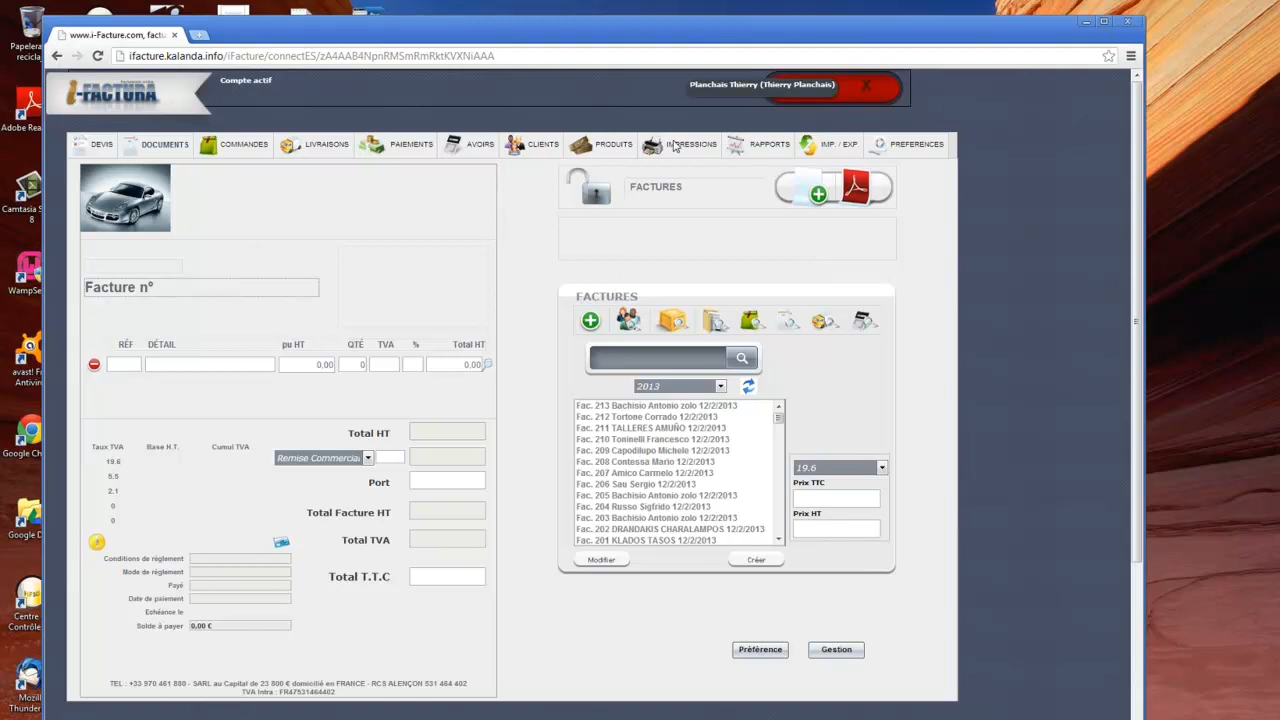 Papelera
recicla
www.i-Facture.com, factu
ifacture.kalanda.info/iFacture/connectES/zA4AAB4NpnRMSmRmRktKVXNiAAA
i-FACTURA
Compte actif
Planchais Thierry (Thierry Planchais)
X
DEVIS
DOCUMENTS
COMMANDES
LIVRAISONS
PAIEMENTS
AVOIRS
CLIENTS
PRODUITS
IMPRESSIONS
RAPPORTS
IMP. / EXP
PREFERENCES
Adobe Rea
Camtasia S
8
WampSe
avast! Fr
Antivir
Google Ch
Google D
Centre
Contrôle
Mozil
Thun
FACTURES
Facture n°
RÉF
DÉTAIL
pu HT
QTÉ
TVA
%
Total HT
0,00
0
0,00
Total HT
Taux TVA
Base H.T.
Cumul TVA
19.6
5.5
2.1
0
0
Remise Commercial
Port
Total Facture HT
Total TVA
Total T.T.C
Conditions de règlement
Mode de règlement
Payé
Date de paiement
Echéance le
Solde à payer
0,00 €
TEL : +33 970 461 880 - SARL au Capital de 23 800 € domicilié en FRANCE - RCS ALENÇON 531 464 402
TVA Intra : FR47531464402
FACTURES
2013
Fac. 213 Bachisio Antonio zolo 12/2/2013
Fac. 212 Tortone Corrado 12/2/2013
Fac. 211 TALLERES AMUÑO 12/2/2013
Fac. 210 Toninelli Francesco 12/2/2013
Fac. 209 Capodilupo Michele 12/2/2013
Fac. 208 Contessa Mario 12/2/2013
Fac. 207 Amico Carmelo 12/2/2013
Fac. 206 Sau Sergio 12/2/2013
Fac. 205 Bachisio Antonio zolo 12/2/2013
Fac. 204 Russo Sigfrido 12/2/2013
Fac. 203 Bachisio Antonio zolo 12/2/2013
Fac. 202 DRANDAKIS CHARALAMPOS 12/2/2013
Fac. 201 KLADOS TASOS 12/2/2013
19.6
Prix TTC
Prix HT
Modifier
Créer
Préférence
Gestion